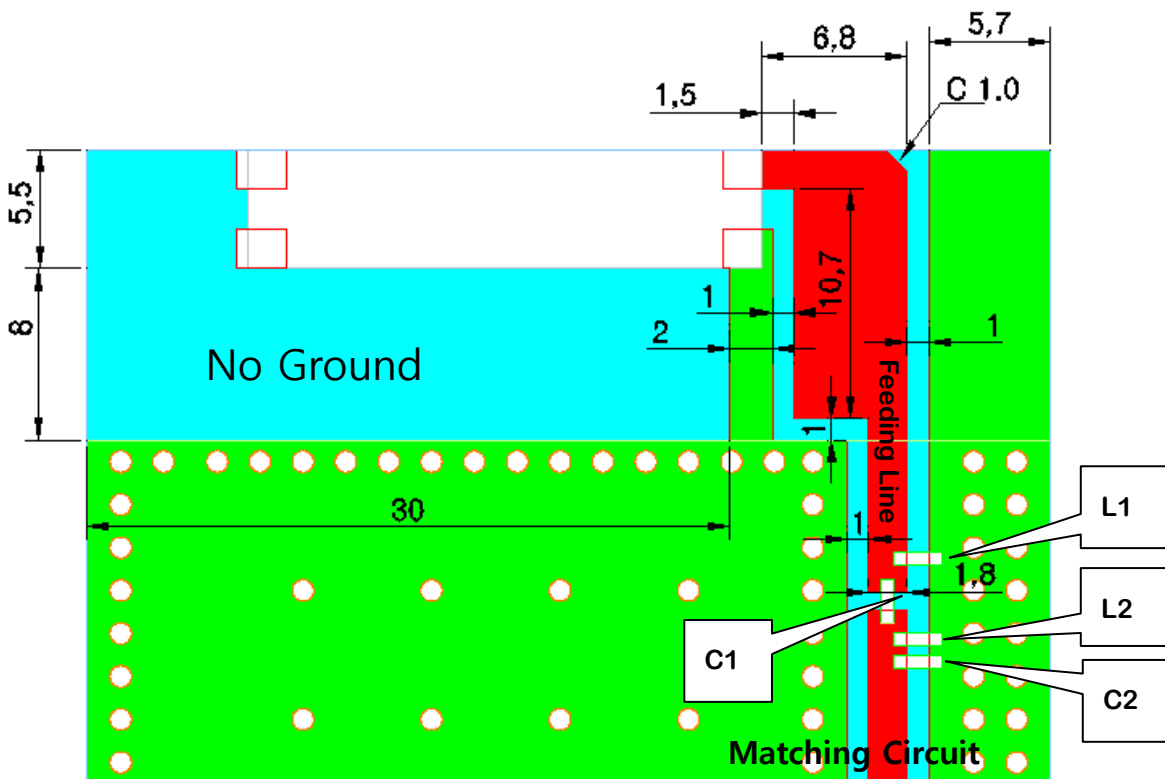 6,8
5,7
1,5
C 1.0
5,5
8
10,7
1
2
1
No Ground
1
Feeding Line
30
1
1,8
L1
L2
C1
C2
Matching Circuit